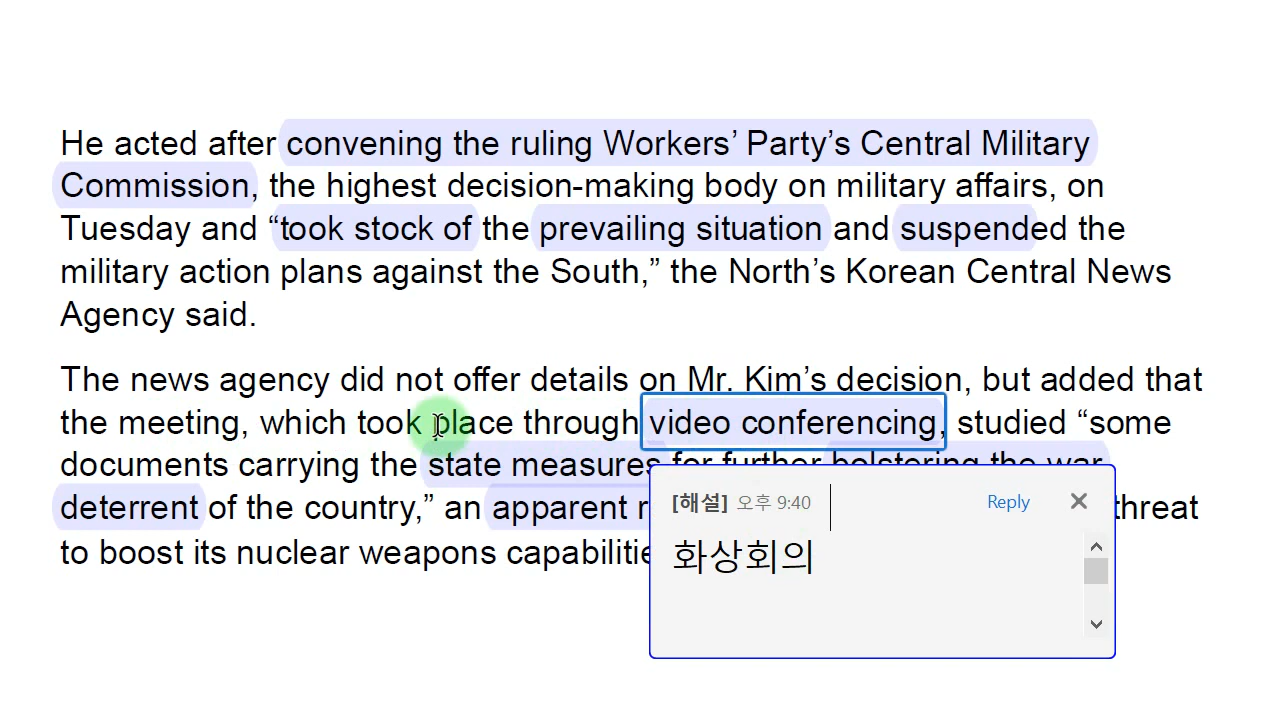 He acted after convening the ruling Workers’ Party’s Central Military
Commission, the highest decision-making body on military affairs, on
Tuesday and “took stock of the prevailing situation and suspended the
military action plans against the South,” the North’s Korean Central News
Agency said.
The news agency did not offer details on Mr. Kim’s decision, but added that
the meeting, which took place through video conferencing, studied “some
documents carrying the state measures for further bolstering the war
deterrent of the country,” an apparent threat
to boost its nuclear weapons
[해설] 오후 9:40 Reply
화상회의